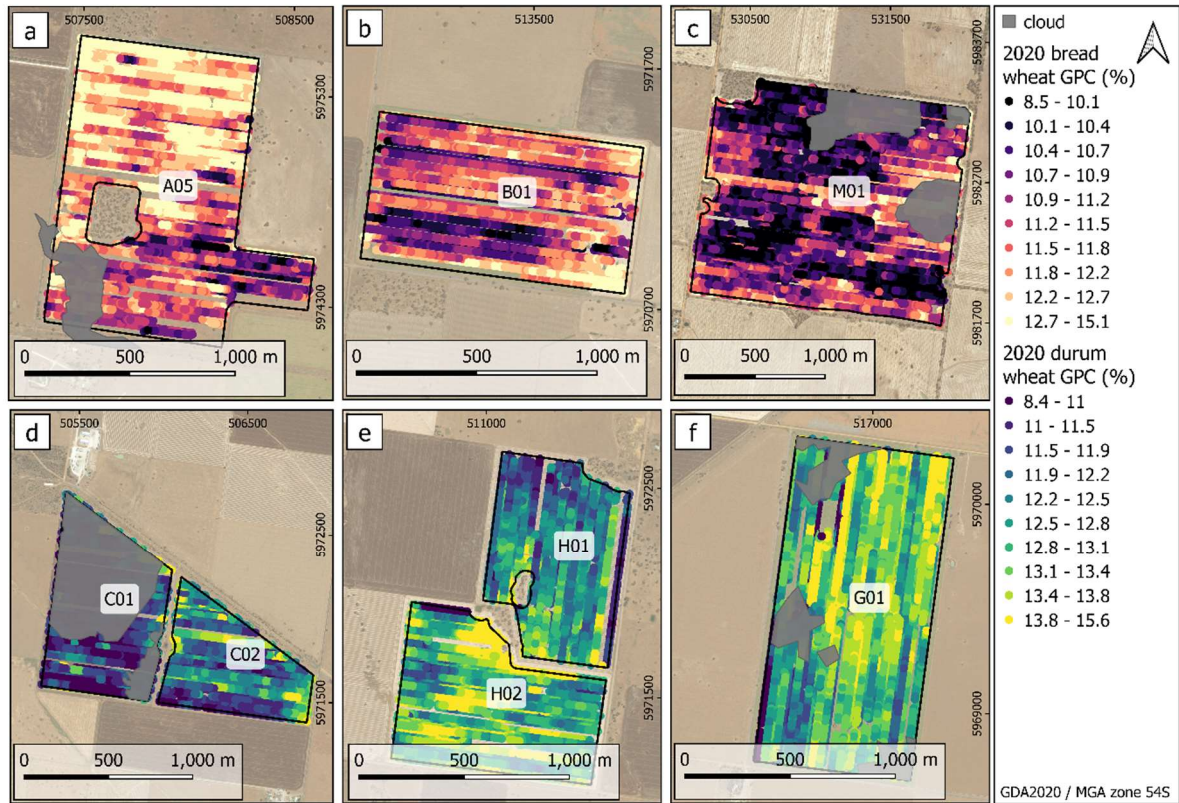 a
507500
508500
5975300
5974300
A05
0 500 1,000 m
b
513500
5971700
5970700
B01
0 500 1,000 m
c
530500
531500
5983700
5982700
5981700
M01
0 500 1,000 m
d
505500
506500
5972500
5971500
C01
C02
0 500 1,000 m
e
511000
5972500
5971500
H01
H02
0 500 1,000 m
f
517000
5970000
5969000
G01
0 500 1,000 m
cloud
2020 bread
wheat GPC (%)
8.5 - 10.1
10.1 - 10.4
10.4 - 10.7
10.7 - 10.9
10.9 - 11.2
11.2 - 11.5
11.5 - 11.8
11.8 - 12.2
12.2 - 12.7
12.7 - 15.1
2020 durum
wheat GPC (%)
8.4 - 11
11 - 11.5
11.5 - 11.9
11.9 - 12.2
12.2 - 12.5
12.5 - 12.8
12.8 - 13.1
13.1 - 13.4
13.4 - 13.8
13.8 - 15.6
GDA2020 / MGA zone 54S